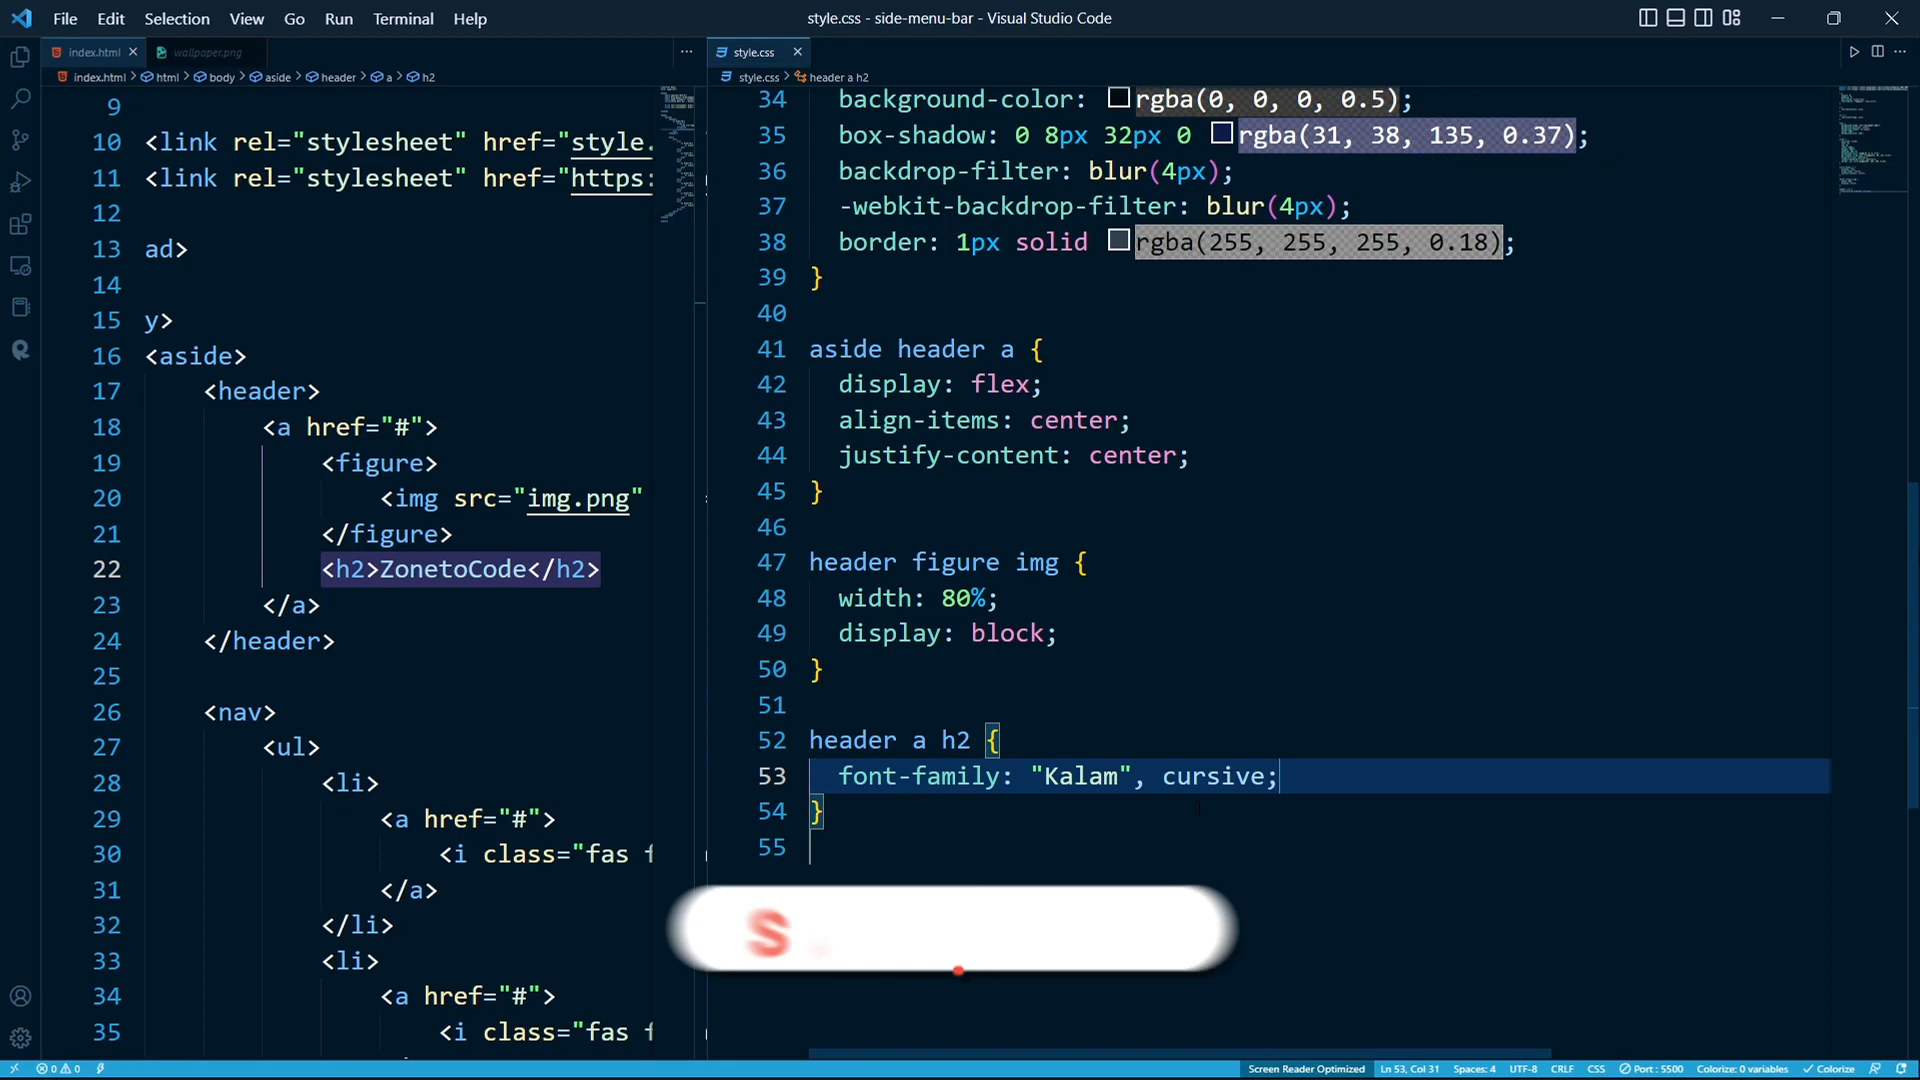 File Edit Selection View Go Run Terminal Help
style.css - side-menu-bar - Visual Studio Code
index.html
wallpaper.png
index.html > html > body > aside > header > a > h2
9
10 <link rel="stylesheet" href="style.
11 <link rel="stylesheet" href="https:
12
13 ad>
14
15 y>
16 <aside>
17 <header>
18 <a href="#">
19 <figure>
20 <img src="img.png"
21 </figure>
22 <h2>ZonetoCode</h2>
23 </a>
24 </header>
25
26 <nav>
27 <ul>
28 <li>
29 <a href="#">
30 <i class="fas f
31 </a>
32 </li>
33 <li>
34 <a href="#">
35 <i class="fas f
style.css
style.css > header a h2
34 background-color: rgba(0, 0, 0, 0.5);
35 box-shadow: 0 8px 32px 0 rgba(31, 38, 135, 0.37);
36 backdrop-filter: blur(4px);
37 -webkit-backdrop-filter: blur(4px);
38 border: 1px solid rgba(255, 255, 255, 0.18);
39 }
40
41 aside header a {
42 display: flex;
43 align-items: center;
44 justify-content: center;
45 }
46
47 header figure img {
48 width: 80%;
49 display: block;
50 }
51
52 header a h2 {
53 font-family: "Kalam", cursive;
54 }
55
S
0 0
Screen Reader Optimized Ln 53, Col 31 Spaces: 4 UTF-8 CRLF CSS Port : 5500 Colorize: 0 variables Colorize